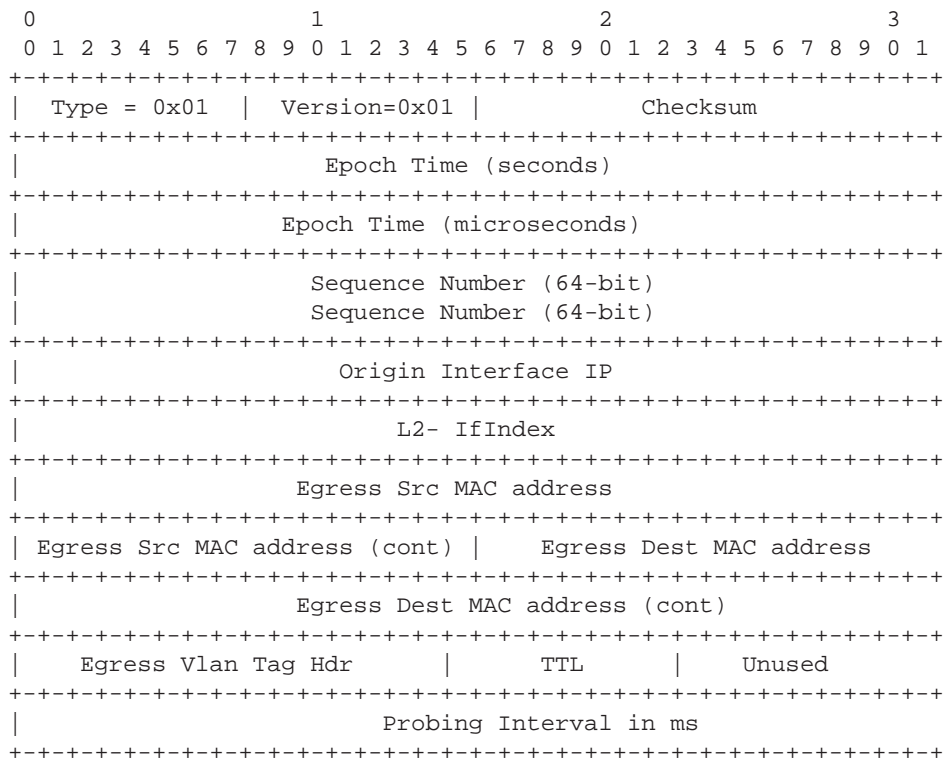 0 1 2 3
0 1 2 3 4 5 6 7 8 9 0 1 2 3 4 5 6 7 8 9 0 1 2 3 4 5 6 7 8 9 0 1
+-+-+-+-+-+-+-+-+-+-+-+-+-+-+-+-+-+-+-+-+-+-+-+-+-+-+-+-+-+-+-+-+
| Type = 0x01 | Version=0x01 | Checksum
+-+-+-+-+-+-+-+-+-+-+-+-+-+-+-+-+-+-+-+-+-+-+-+-+-+-+-+-+-+-+-+-+
| Epoch Time (seconds)
+-+-+-+-+-+-+-+-+-+-+-+-+-+-+-+-+-+-+-+-+-+-+-+-+-+-+-+-+-+-+-+-+
| Epoch Time (microseconds)
+-+-+-+-+-+-+-+-+-+-+-+-+-+-+-+-+-+-+-+-+-+-+-+-+-+-+-+-+-+-+-+-+
| Sequence Number (64-bit)
| Sequence Number (64-bit)
+-+-+-+-+-+-+-+-+-+-+-+-+-+-+-+-+-+-+-+-+-+-+-+-+-+-+-+-+-+-+-+-+
| Origin Interface IP
+-+-+-+-+-+-+-+-+-+-+-+-+-+-+-+-+-+-+-+-+-+-+-+-+-+-+-+-+-+-+-+-+
| L2- IfIndex
+-+-+-+-+-+-+-+-+-+-+-+-+-+-+-+-+-+-+-+-+-+-+-+-+-+-+-+-+-+-+-+-+
| Egress Src MAC address
+-+-+-+-+-+-+-+-+-+-+-+-+-+-+-+-+-+-+-+-+-+-+-+-+-+-+-+-+-+-+-+-+
| Egress Src MAC address (cont) | Egress Dest MAC address
+-+-+-+-+-+-+-+-+-+-+-+-+-+-+-+-+-+-+-+-+-+-+-+-+-+-+-+-+-+-+-+-+
| Egress Dest MAC address (cont)
+-+-+-+-+-+-+-+-+-+-+-+-+-+-+-+-+-+-+-+-+-+-+-+-+-+-+-+-+-+-+-+-+
| Egress Vlan Tag Hdr | TTL | Unused
+-+-+-+-+-+-+-+-+-+-+-+-+-+-+-+-+-+-+-+-+-+-+-+-+-+-+-+-+-+-+-+-+
| Probing Interval in ms
+-+-+-+-+-+-+-+-+-+-+-+-+-+-+-+-+-+-+-+-+-+-+-+-+-+-+-+-+-+-+-+-+